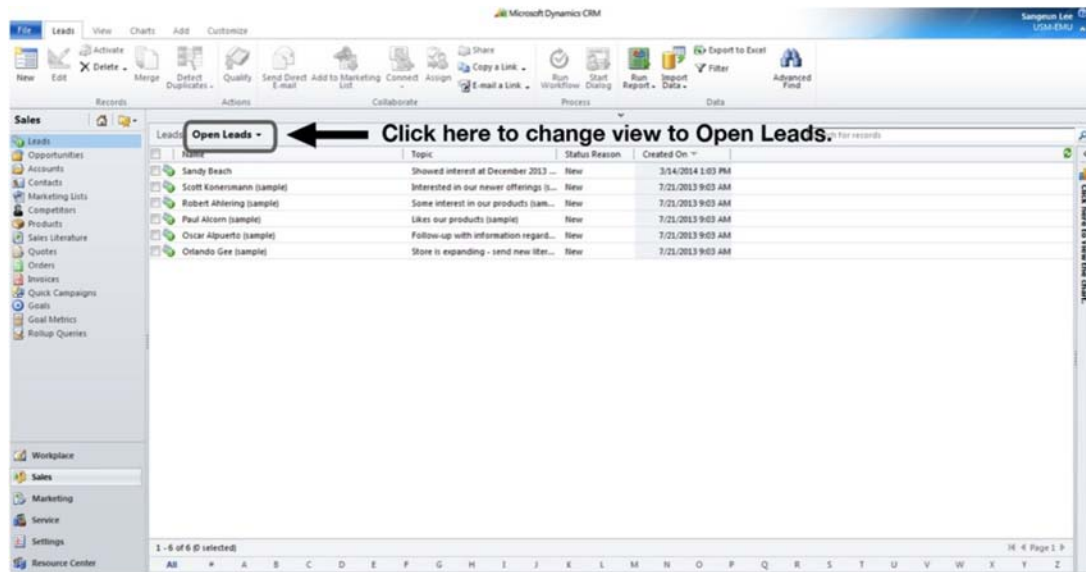 Microsoft Dynamics CRM
Sangeun Lee
USM-EMU
File Leads View Charts Add Customize
New Edit Activate Delete Merge Detect Duplicates Qualify Send Direct E-mail Add to Marketing List Connect Assign Share Copy a Link E-mail a Link Run Workflow Start Dialog Run Report Import Data Export to Excel Filter Advanced Find
Records Actions Collaborate Process Data
Sales
Leads
Opportunities
Accounts
Contacts
Marketing Lists
Competitors
Products
Sales Literature
Quotes
Orders
Invoices
Quick Campaigns
Goals
Goal Metrics
Rollup Queries
Workplace
Sales
Marketing
Service
Settings
Resource Center
Leads Open Leads
Click here to change view to Open Leads.
for records
Name Topic Status Reason Created On
Sandy Beach Showed interest at December 2013 ... New 3/14/2014 1:03 PM
Scott Konersmann (sample) Interested in our newer offerings (s... New 7/21/2013 9:03 AM
Robert Ahlering (sample) Some interest in our products (sam... New 7/21/2013 9:03 AM
Paul Alcorn (sample) Likes our products (sample) New 7/21/2013 9:03 AM
Oscar Alpuerto (sample) Follow-up with information regard... New 7/21/2013 9:03 AM
Orlando Gee (sample) Store is expanding - send new liter... New 7/21/2013 9:03 AM
Click here to view the chart.
1 - 6 of 6 (0 selected)
Page 1
All # A B C D E F G H I J K L M N O P Q R S T U V W X Y Z